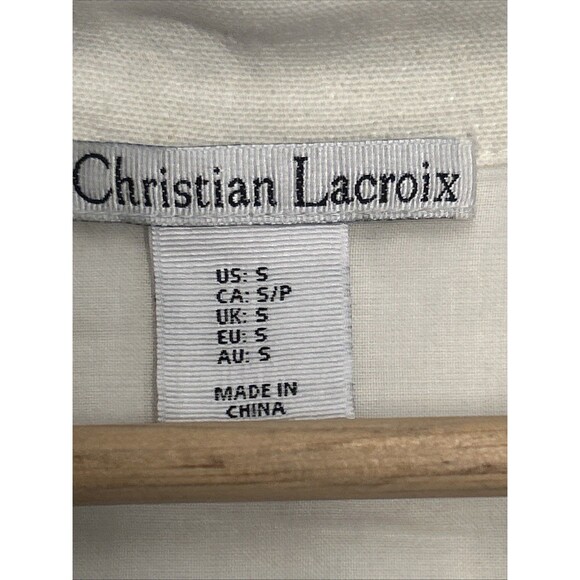 Christian Lacroix
US: S
CA: S/P
UK: S
EU: S
AU: S
MADE IN
CHINA